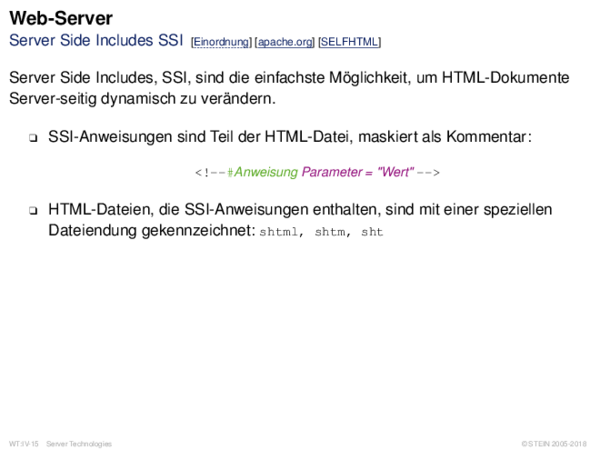 Web-Server
Server Side Includes SSI [Einordnung] [apache.org] [SELFHTML]
Server Side Includes, SSI, sind die einfachste Möglichkeit, um HTML-Dokumente
Server-seitig dynamisch zu verändern.
❑ SSI-Anweisungen sind Teil der HTML-Datei, maskiert als Kommentar:
<!--#Anweisung Parameter = "Wert" -->
❑ HTML-Dateien, die SSI-Anweisungen enthalten, sind mit einer speziellen
Dateiendung gekennzeichnet: shtml, shtm, sht
WT:IV-15 Server Technologies © STEIN 2005-2018